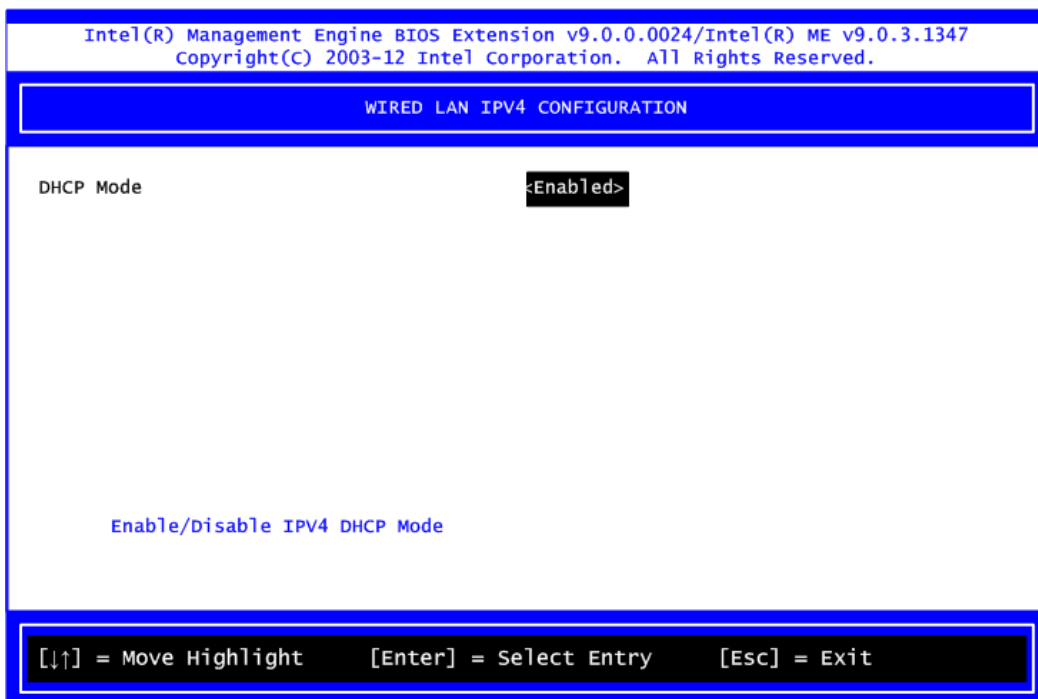 Intel(R) Management Engine BIOS Extension v9.0.0.0024/Intel(R) ME v9.0.3.1347
Copyright(C) 2003-12 Intel Corporation. All Rights Reserved.
WIRED LAN IPV4 CONFIGURATION
DHCP Mode <Enabled>
Enable/Disable IPV4 DHCP Mode
[↓↑] = Move Highlight [Enter] = Select Entry [Esc] = Exit